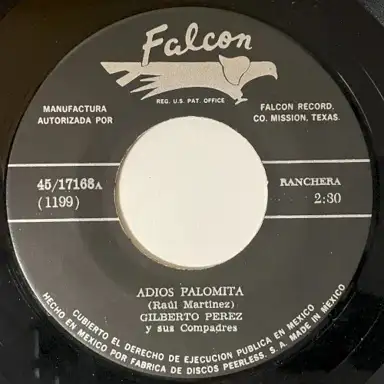 Falcon
REG. U.S. PAT. OFFICE
MANUFACTURA
AUTORIZADA POR
FALCON RECORD.
CO. MISSION, TEXAS.
45/17168A
(1199)
RANCHERA
2:30
ADIOS PALOMITA
(Raúl Martinez)
GILBERTO PEREZ
y sus Compadres
CUBIERTO EL DERECHO DE EJECUCION PUBLICA EN MEXICO
HECHO EN MEXICO POR FABRICA DE DISCOS PEERLESS. S. A. MADE IN MEXICO